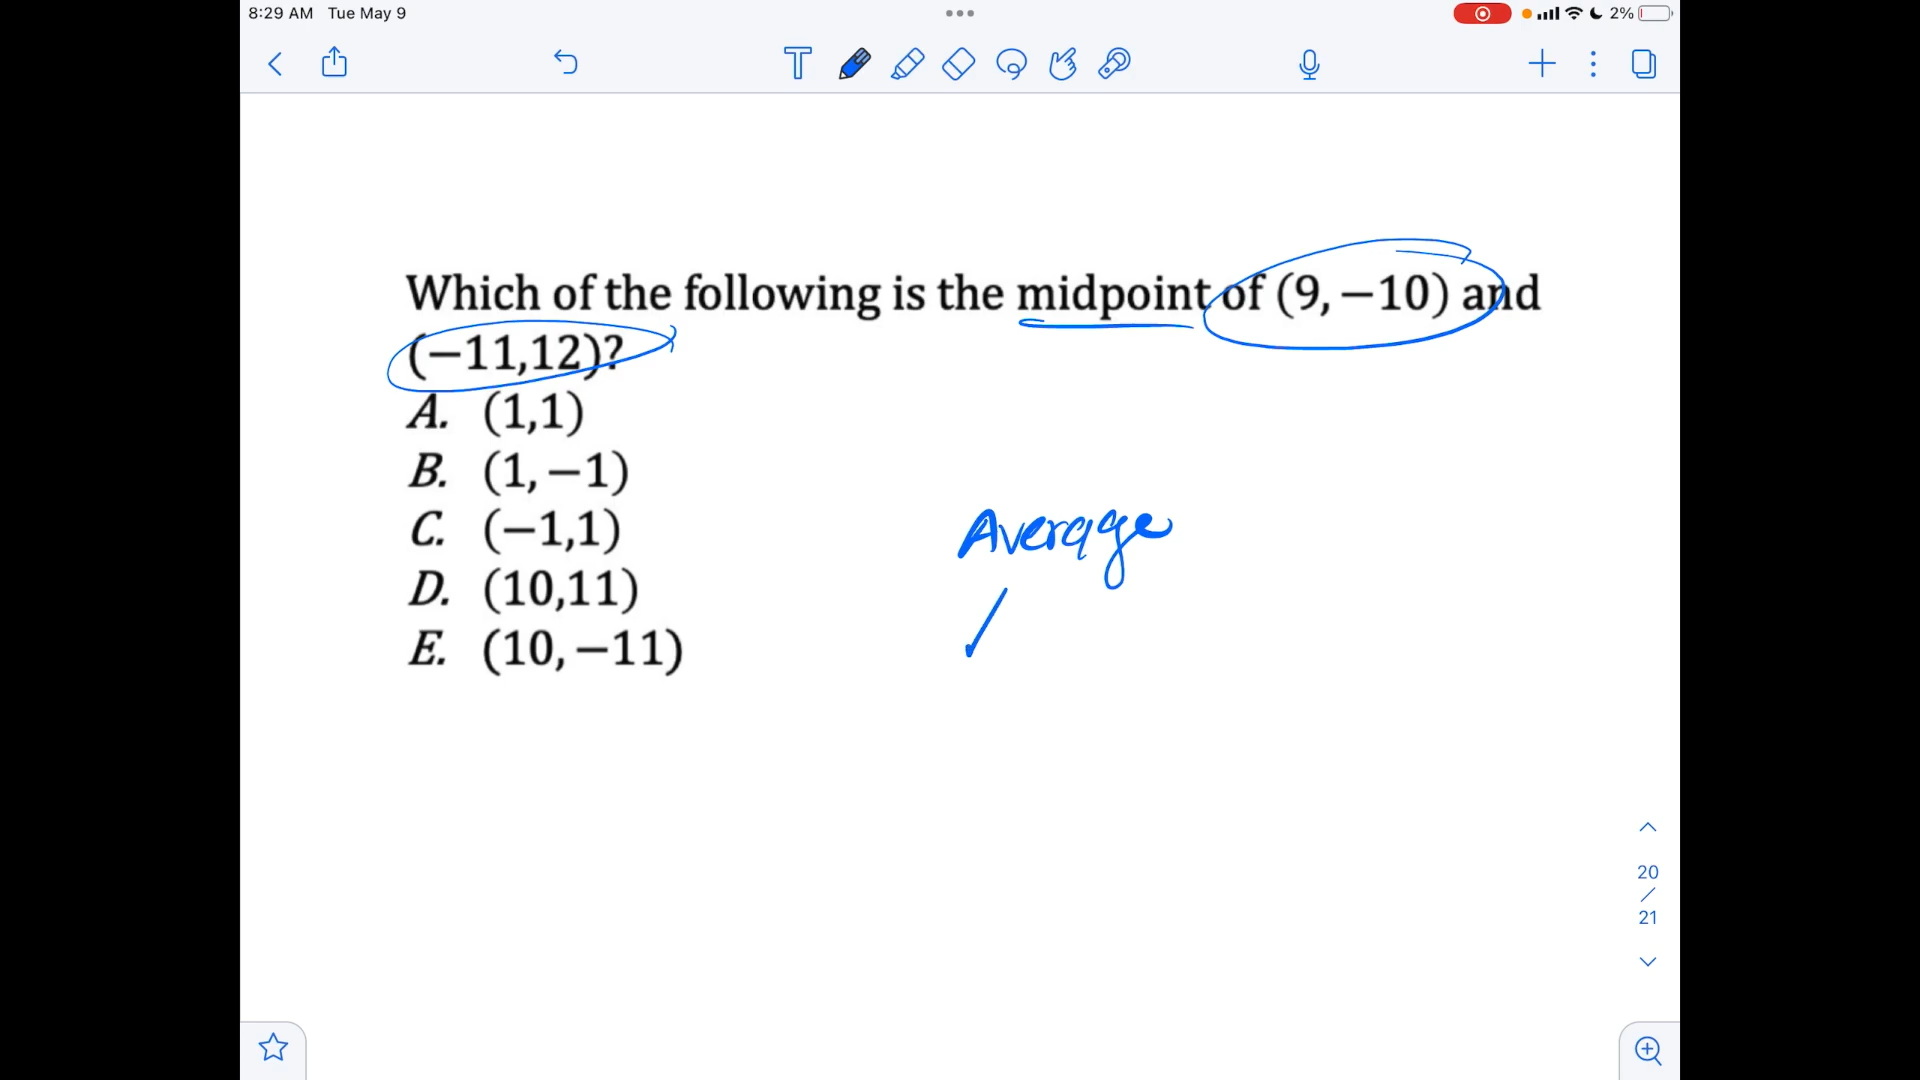 8:29 AM Tue May 9
2%
T
Which of the following is the midpoint of (9, −10) and
(−11,12)?
A. (1,1)
B. (1, −1)
C. (−1,1)
D. (10,11)
E. (10, −11)
Average
20
/
21